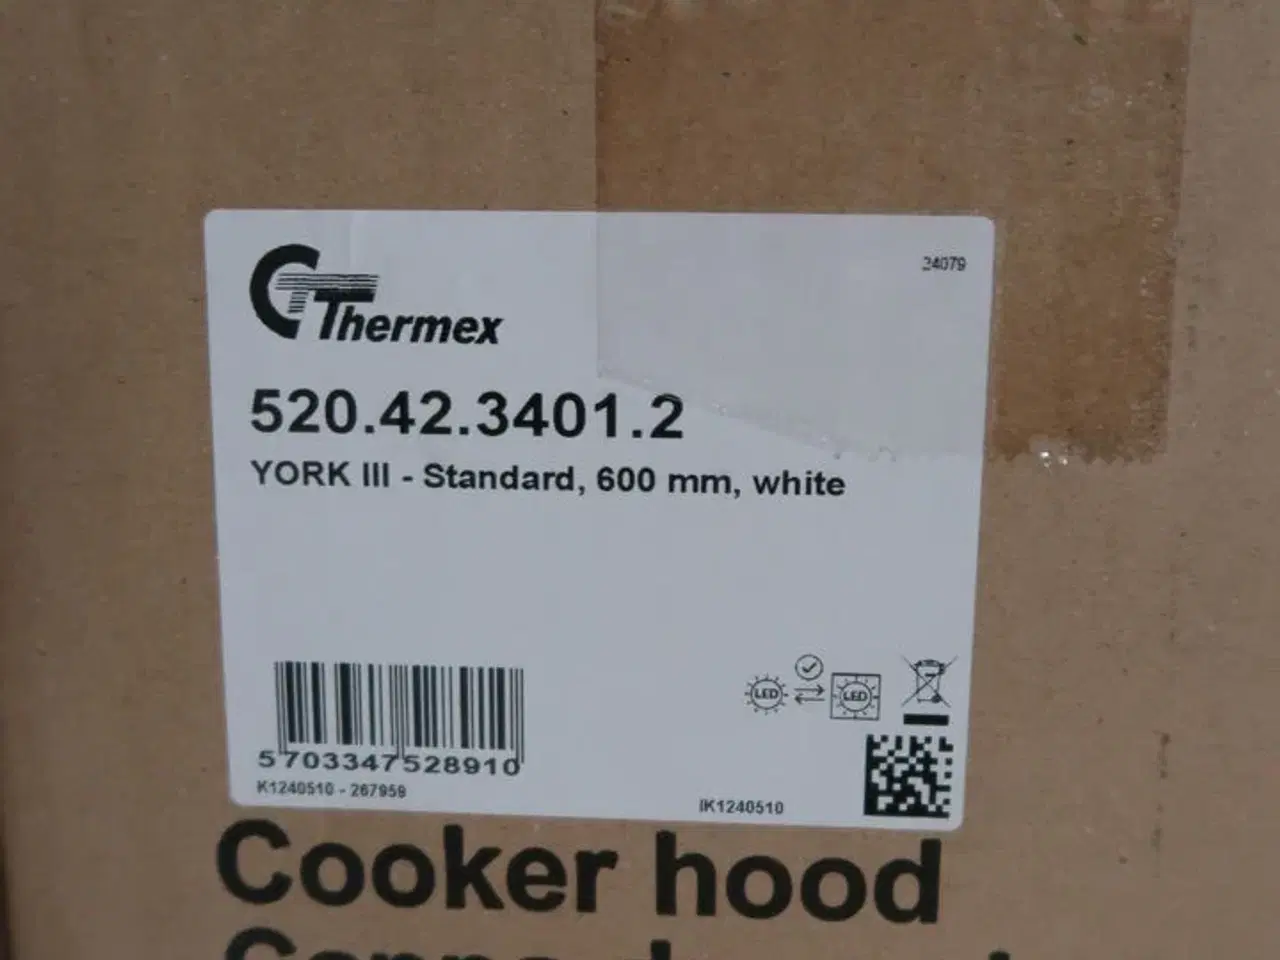 Thermex
24079
520.42.3401.2
YORK III - Standard, 600 mm, white
LED
LED
5703347528910
K1240510 - 267959
IK1240510
Cooker hood